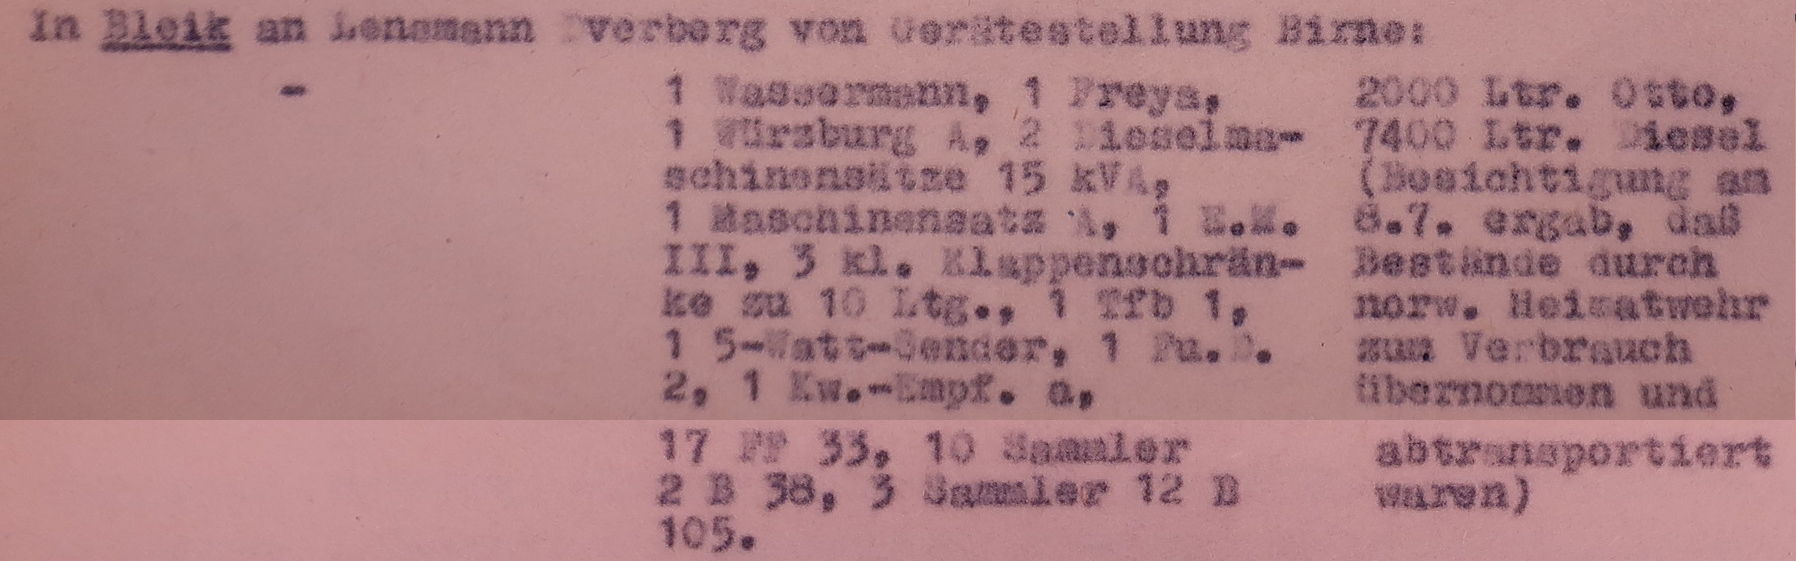 In Bleik an Lensmann Sverberg von Gerätestellung Birne:
-
1 Wassermann, 1 Freya,
1 Würzburg A, 2 Dieselma-
schinensätze 15 kVA,
1 Maschinensatz A, 1 E.M.
III, 3 kl. Klappenschrän-
ke zu 10 Ltg., 1 Tfb 1,
1 5-Watt-Sender, 1 Fu.
2, 1 Kw.-Empf. a,
17 FF 33, 10 Sammler
2 B 38, 3 Sammler 12 B
105.
2000 Ltr. Otto,
7400 Ltr. Diesel
(Besichtigung am
8.7. ergab, daß
Bestände durch
norw. Heimatwehr
zum Verbrauch
übernommen und
abtransportiert
waren)